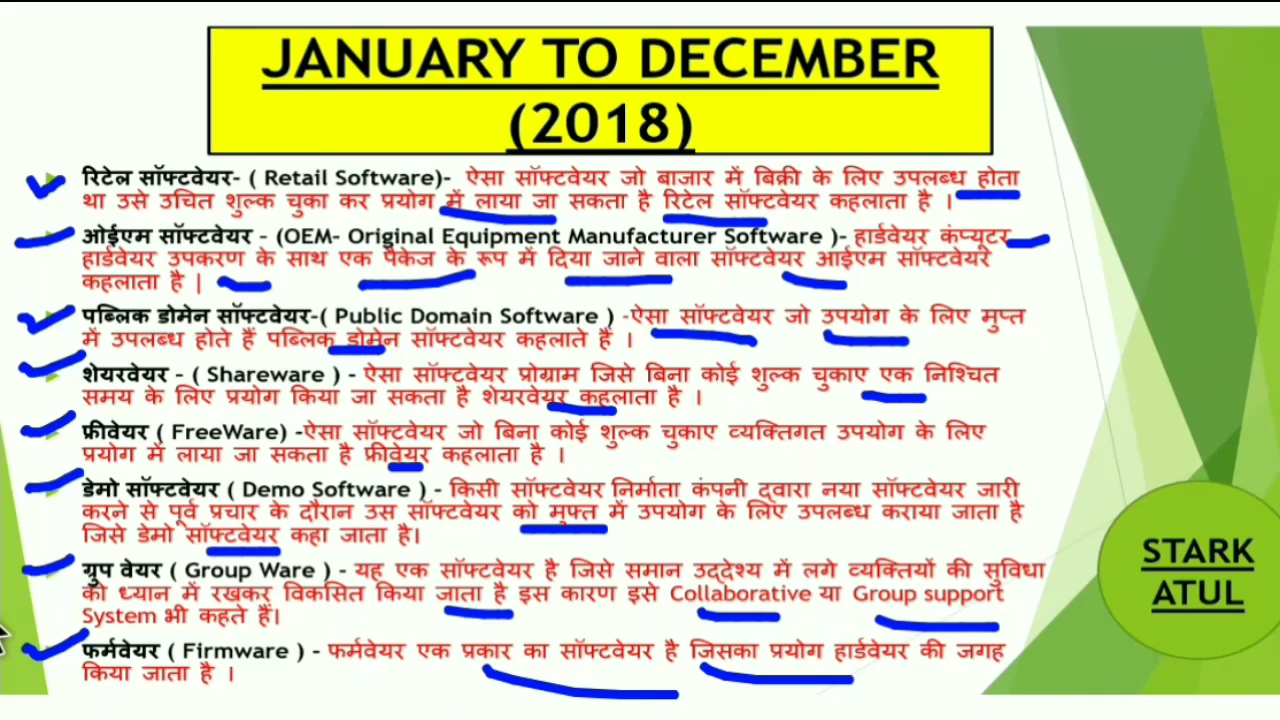 JANUARY TO DECEMBER
(2018)
रिटेल सॉफ्टवेयर- ( Retail Software)- ऐसा सॉफ्टवेयर जो बाजार में बिक्री के लिए उपलब्ध होता
था उसे उचित शुल्क चुका कर प्रयोग में लाया जा सकता है रिटेल सॉफ्टवेयर कहलाता है ।
ओईएम सॉफ्टवेयर - (OEM- Original Equipment Manufacturer Software )- हार्डवेयर कंप्यूटर
हार्डवेयर उपकरण के साथ एक पैकेज के रूप में दिया जाने वाला सॉफ्टवेयर आईएम सॉफ्टवेयर
कहलाता है |
पब्लिक डोमेन सॉफ्टवेयर-( Public Domain Software ) -ऐसा सॉफ्टवेयर जो उपयोग के लिए मुफ्त
में उपलब्ध होते हैं पब्लिक डोमेन सॉफ्टवेयर कहलाते हैं ।
शेयरवेयर - ( Shareware ) - ऐसा सॉफ्टवेयर प्रोग्राम जिसे बिना कोई शुल्क चुकाए एक निश्चित
समय के लिए प्रयोग किया जा सकता है शेयरवेयर कहलाता है ।
फ्रीवेयर ( FreeWare) -ऐसा सॉफ्टवेयर जो बिना कोई शुल्क चुकाए व्यक्तिगत उपयोग के लिए
प्रयोग में लाया जा सकता है फ्रीवेयर कहलाता है ।
डेमो सॉफ्टवेयर ( Demo Software ) - किसी सॉफ्टवेयर निर्माता कंपनी द्वारा नया सॉफ्टवेयर जारी
करने से पूर्व प्रचार के दौरान उस सॉफ्टवेयर को मुफ्त में उपयोग के लिए उपलब्ध कराया जाता है
जिसे डेमो सॉफ्टवेयर कहा जाता है।
ग्रुप वेयर ( Group Ware ) - यह एक सॉफ्टवेयर है जिसे समान उद्देश्य में लगे व्यक्तियों की सुविधा
को ध्यान में रखकर विकसित किया जाता है इस कारण इसे Collaborative या Group support
System भी कहते हैं।
फर्मवेयर ( Firmware ) - फर्मवेयर एक प्रकार का सॉफ्टवेयर है जिसका प्रयोग हार्डवेयर की जगह
किया जाता है ।
STARK
ATUL